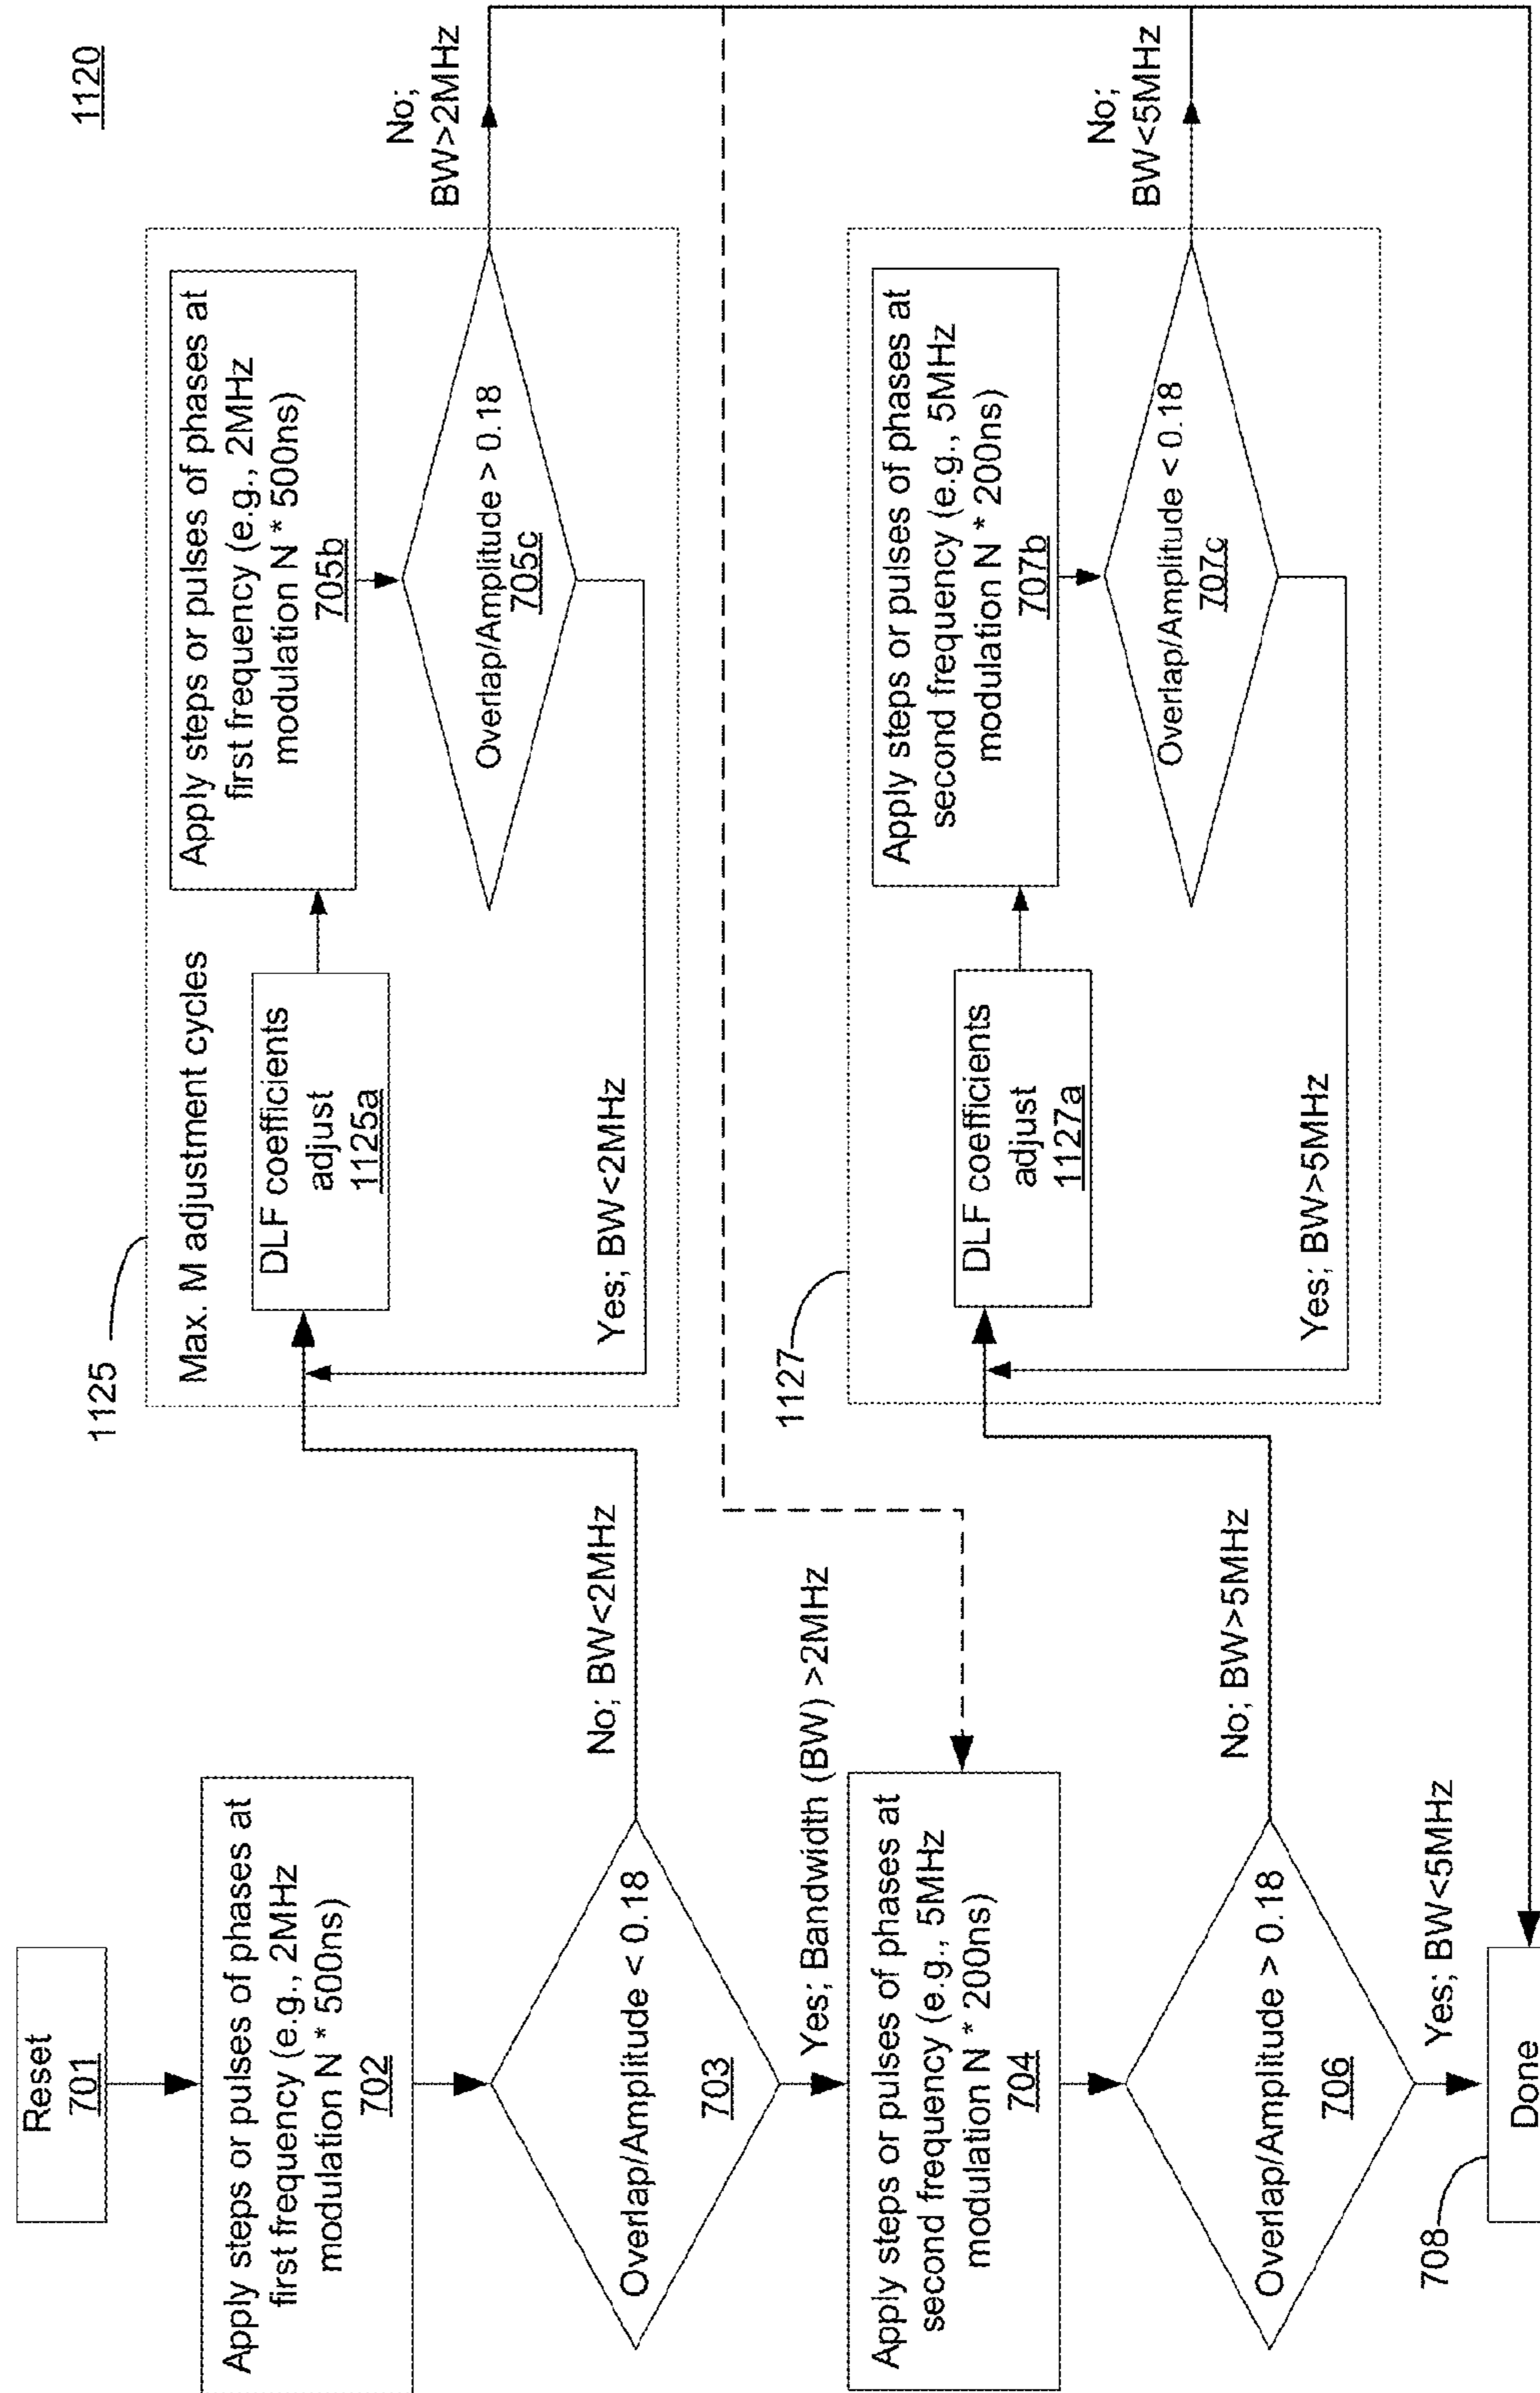 1120
Reset
701
Apply steps or pulses of phases at
first frequency (e.g., 2MHz
modulation N * 500ns)
702
Overlap/Amplitude < 0.18
703
No; BW<2MHz
Yes; Bandwidth (BW) >2MHz
Apply steps or pulses of phases at
second frequency (e.g., 5MHz
modulation N * 200ns)
704
Overlap/Amplitude > 0.18
706
No; BW>5MHz
Yes; BW<5MHz
708
Done
1125
Max. M adjustment cycles
DLF coefficients
adjust
1125a
Apply steps or pulses of phases at
first frequency (e.g., 2MHz
modulation N * 500ns)
705b
Overlap/Amplitude > 0.18
705c
Yes; BW<2MHz
No;
BW>2MHz
1127
DLF coefficients
adjust
1127a
Apply steps or pulses of phases at
second frequency (e.g., 5MHz
modulation N * 200ns)
707b
Overlap/Amplitude < 0.18
707c
Yes; BW>5MHz
No;
BW<5MHz